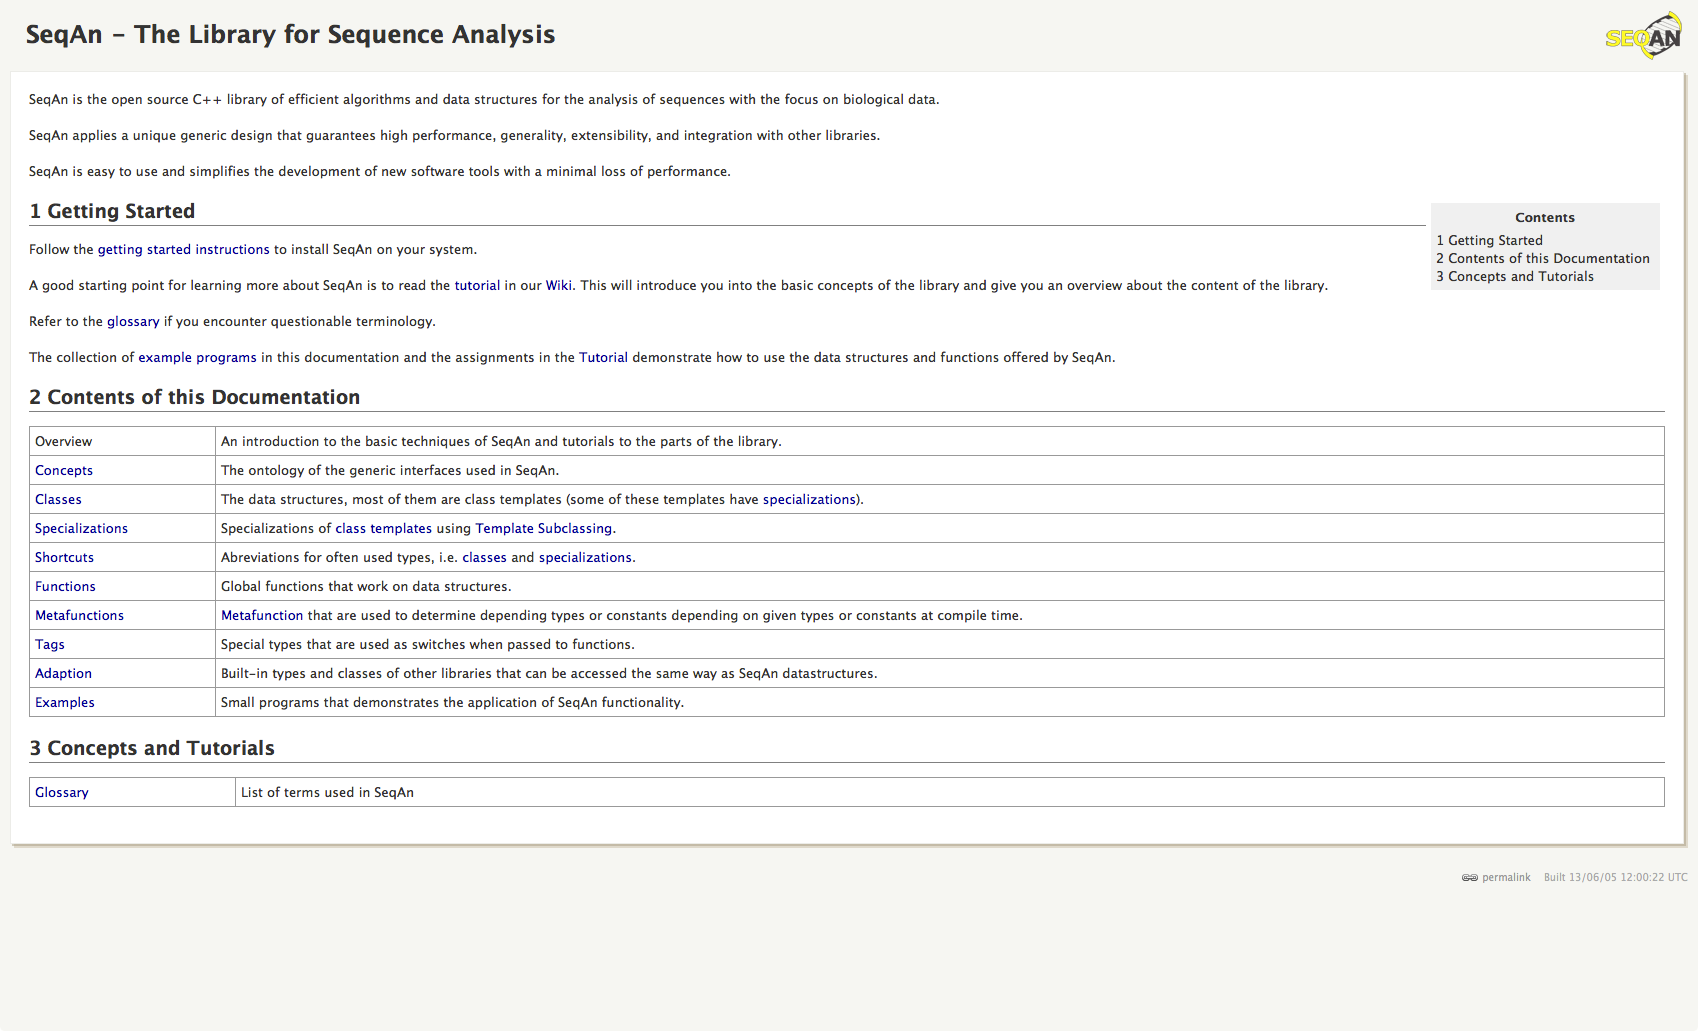 SeqAn – The Library for Sequence Analysis
SEQAN
SeqAn is the open source C++ library of efficient algorithms and data structures for the analysis of sequences with the focus on biological data.
SeqAn applies a unique generic design that guarantees high performance, generality, extensibility, and integration with other libraries.
SeqAn is easy to use and simplifies the development of new software tools with a minimal loss of performance.
1 Getting Started
Contents
1 Getting Started
2 Contents of this Documentation
3 Concepts and Tutorials
Follow the getting started instructions to install SeqAn on your system.
A good starting point for learning more about SeqAn is to read the tutorial in our Wiki. This will introduce you into the basic concepts of the library and give you an overview about the content of the library.
Refer to the glossary if you encounter questionable terminology.
The collection of example programs in this documentation and the assignments in the Tutorial demonstrate how to use the data structures and functions offered by SeqAn.
2 Contents of this Documentation
Overview An introduction to the basic techniques of SeqAn and tutorials to the parts of the library.
Concepts The ontology of the generic interfaces used in SeqAn.
Classes The data structures, most of them are class templates (some of these templates have specializations).
Specializations Specializations of class templates using Template Subclassing.
Shortcuts Abreviations for often used types, i.e. classes and specializations.
Functions Global functions that work on data structures.
Metafunctions Metafunction that are used to determine depending types or constants depending on given types or constants at compile time.
Tags Special types that are used as switches when passed to functions.
Adaption Built-in types and classes of other libraries that can be accessed the same way as SeqAn datastructures.
Examples Small programs that demonstrates the application of SeqAn functionality.
3 Concepts and Tutorials
Glossary List of terms used in SeqAn
permalink Built 13/06/05 12:00:22 UTC